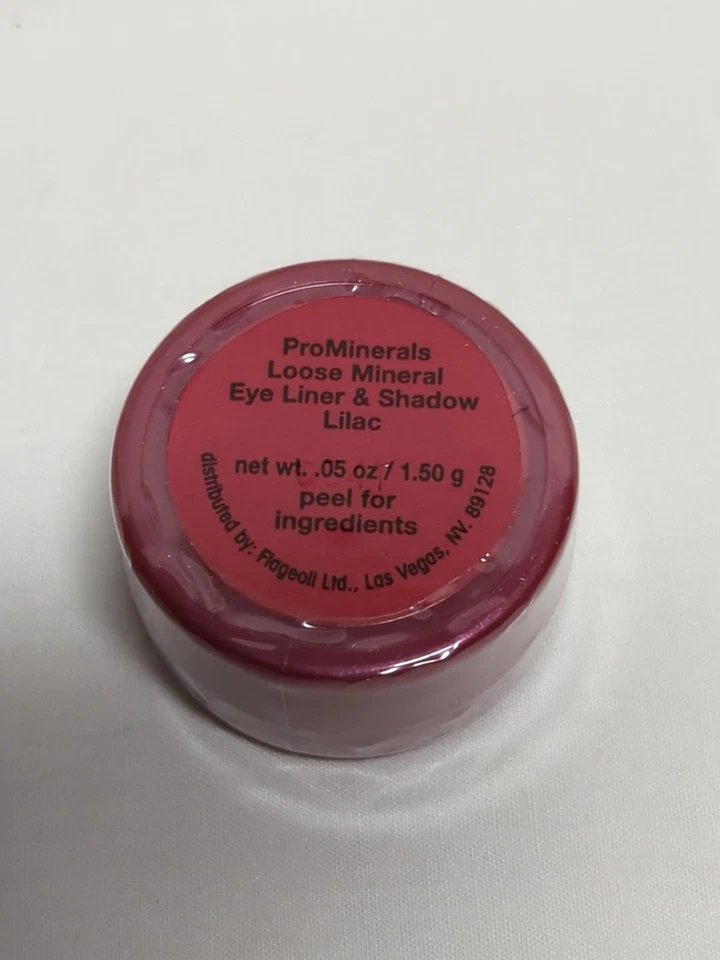 ProMinerals
Loose Mineral
Eye Liner & Shadow
Lilac
net wt. .05 oz / 1.50 g
peel for
ingredients
distributed by: Flageoli Ltd., Las Vegas, NV. 89128